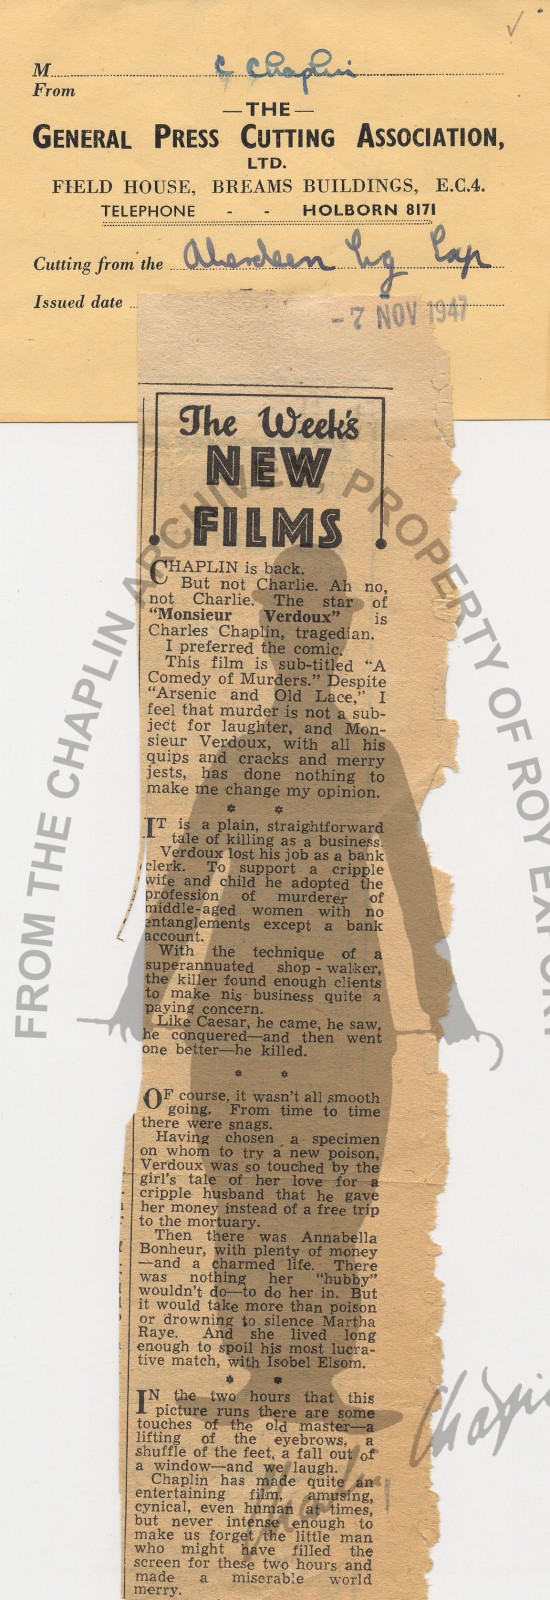 M C Chaplin
From
—THE—
GENERAL PRESS CUTTING ASSOCIATION,
LTD.
FIELD HOUSE, BREAMS BUILDINGS, E.C.4.
TELEPHONE - - HOLBORN 8171
Cutting from the Aberdeen Eg Exp
Issued date
-7 NOV 1947
The Week's
NEW
FILMS
CHAPLIN is back.
But not Charlie. Ah no,
not Charlie. The star of
"Monsieur Verdoux" is
Charles Chaplin, tragedian.
I preferred the comic.
This film is sub-titled "A
Comedy of Murders." Despite
"Arsenic and Old Lace," I
feel that murder is not a sub-
ject for laughter, and Mon-
sieur Verdoux, with all his
quips and cracks and merry
jests, has done nothing to
make me change my opinion.
* *
IT is a plain, straightforward
tale of killing as a business.
Verdoux lost his job as a bank
clerk. To support a cripple
wife and child he adopted the
profession of murderer of
middle-aged women with no
entanglements except a bank
account.
With the technique of a
superannuated shop-walker,
the killer found enough clients
to make nis business quite a
paying concern.
Like Caesar, he came, he saw,
he conquered—and then went
one better—he killed.
* *
OF course, it wasn't all smooth
going. From time to time
there were snags.
Having chosen a specimen
on whom to try a new poison,
Verdoux was so touched by the
girl's tale of her love for a
cripple husband that he gave
her money instead of a free trip
to the mortuary.
Then there was Annabella
Bonheur, with plenty of money
—and a charmed life. There
was nothing her "hubby"
wouldn't do—to do her in. But
it would take more than poison
or drowning to silence Martha
Raye. And she lived long
enough to spoil his most lucra-
tive match, with Isobel Elsom.
* *
IN the two hours that this
picture runs there are some
touches of the old master—a
lifting of the eyebrows, a
shuffle of the feet, a fall out of
a window—and we laugh.
Chaplin has made quite an
entertaining film, amusing,
cynical, even human at times,
but never intense enough to
make us forget the little man
who might have filled the
screen for these two hours and
made a miserable world
merry.
FROM THE CHAPLIN ARCHIVES, PROPERTY OF ROY EXPORT
Charlie Chaplin